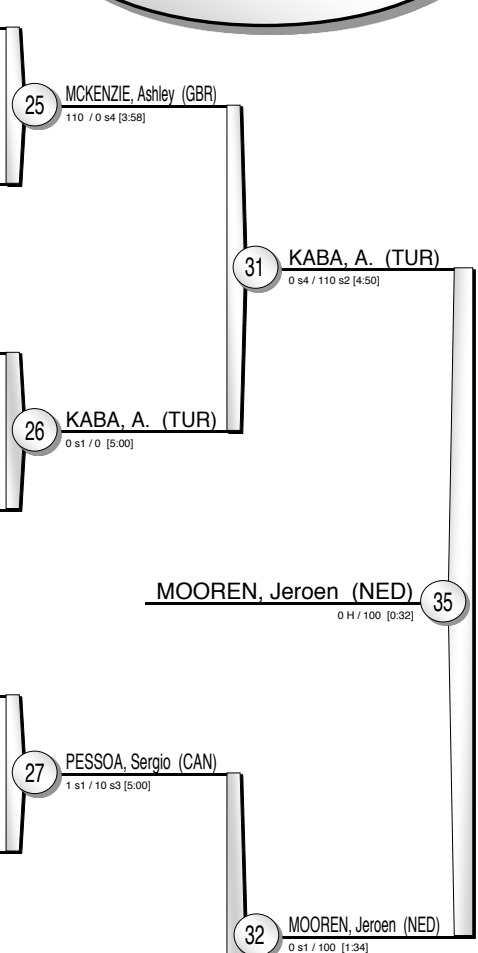 25
MCKENZIE, Ashley (GBR)
110 / 0 s4 [3:58]
31
KABA, A. (TUR)
0 s4 / 110 s2 [4:50]
26
KABA, A. (TUR)
0 s1 / 0 [5:00]
MOOREN, Jeroen (NED)
35
0 H / 100 [0:32]
27
PESSOA, Sergio (CAN)
1 s1 / 10 s3 [5:00]
32
MOOREN, Jeroen (NED)
0 s1 / 100 [1:34]